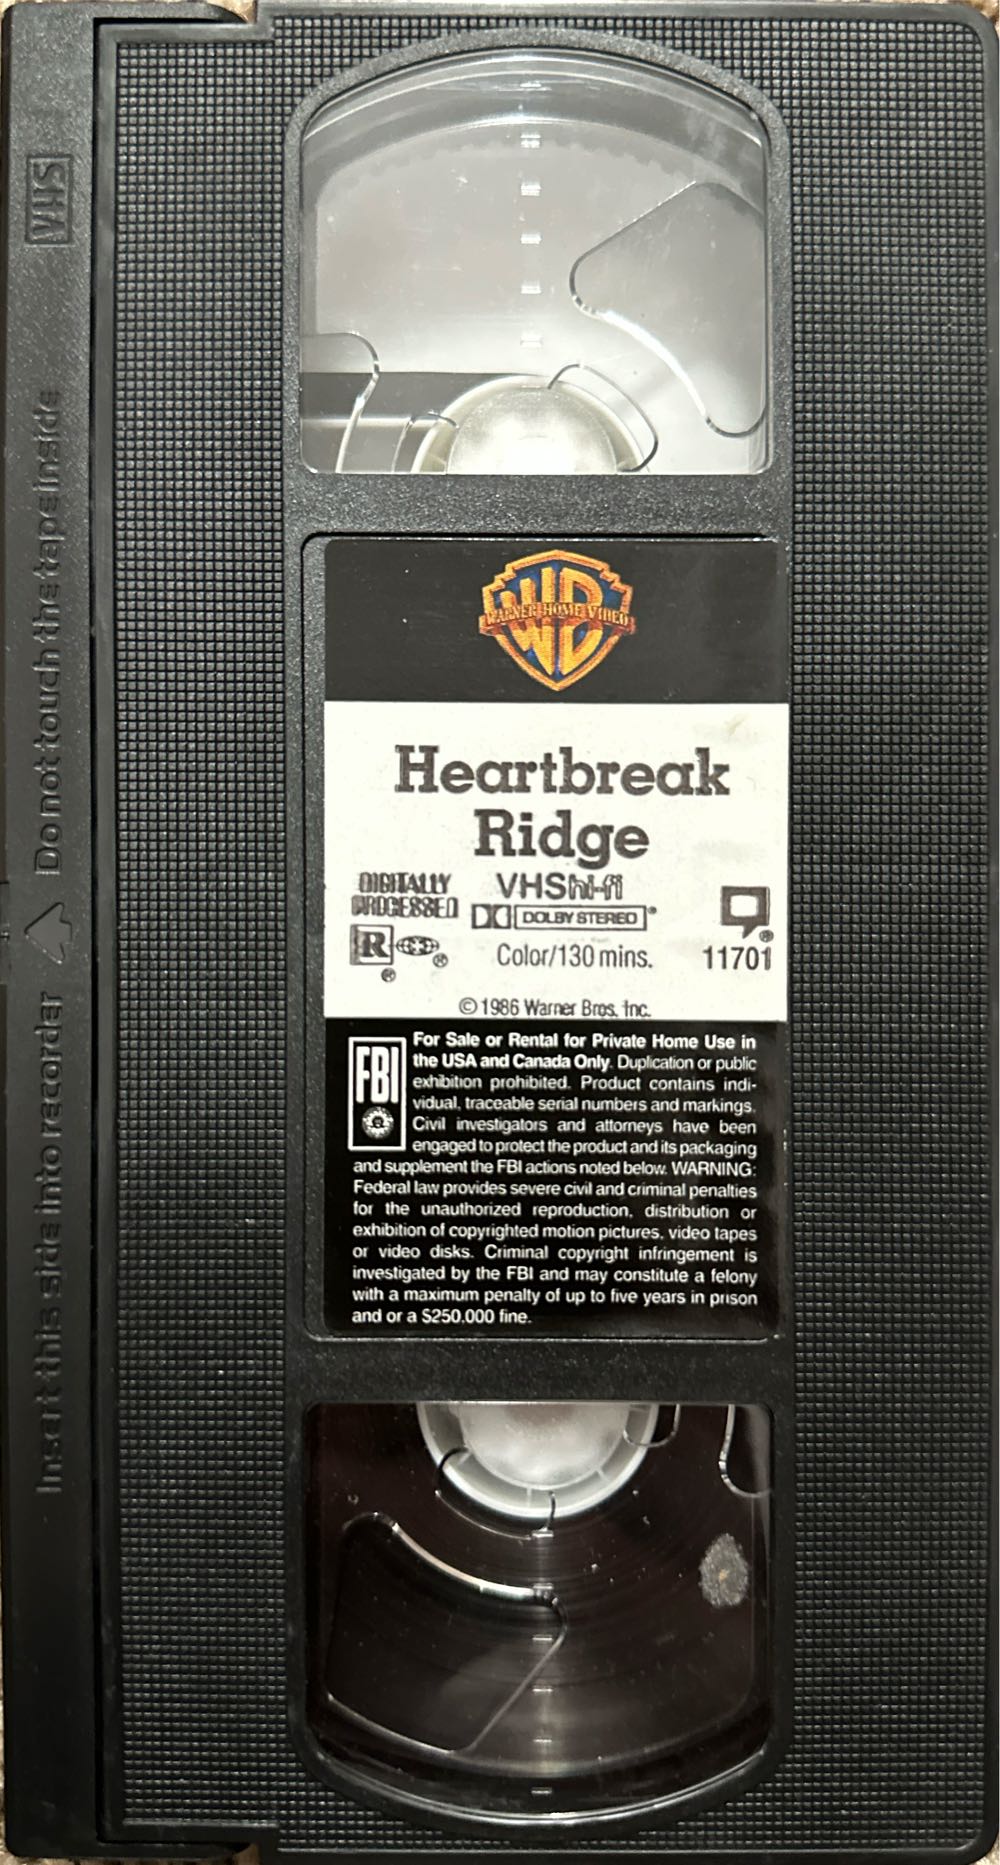 VHS
Do not touch the tape inside
Insert this side into recorder
WB
WARNER HOME VIDEO
Heartbreak
Ridge
DIGITALLY
PROCESSED
VHS hi-fi
DOLBY STEREO®
R
®
®
Color/130 mins.
®
11701
© 1986 Warner Bros. Inc.
FBI
For Sale or Rental for Private Home Use in
the USA and Canada Only. Duplication or public
exhibition prohibited. Product contains indi-
vidual, traceable serial numbers and markings.
Civil investigators and attorneys have been
engaged to protect the product and its packaging
and supplement the FBI actions noted below. WARNING:
Federal law provides severe civil and criminal penalties
for the unauthorized reproduction, distribution or
exhibition of copyrighted motion pictures, video tapes
or video disks. Criminal copyright infringement is
investigated by the FBI and may constitute a felony
with a maximum penalty of up to five years in prison
and or a $250,000 fine.